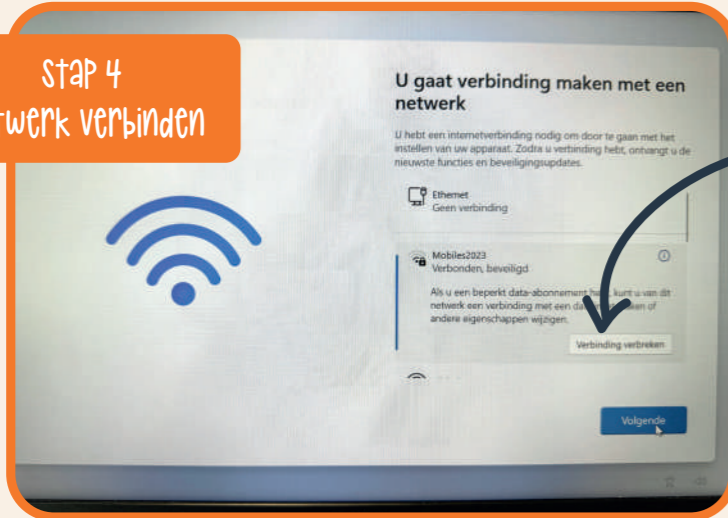 Stap 4
twerk verbinden
U gaat verbinding maken met een
netwerk
U hebt een internetverbinding nodig om door te gaan met het
instellen van uw apparaat. Zodra u verbinding hebt, ontvangt u de
nieuwste functies en beveiligingsupdates.
Ethernet
Geen verbinding
Mobiles2023
Verbonden, beveiligd
Als u een beperkt data-abonnement hebt, kunt u van dit
netwerk een verbinding met een maken of
andere eigenschappen wijzigen.
Verbinding verbreken
Volgende